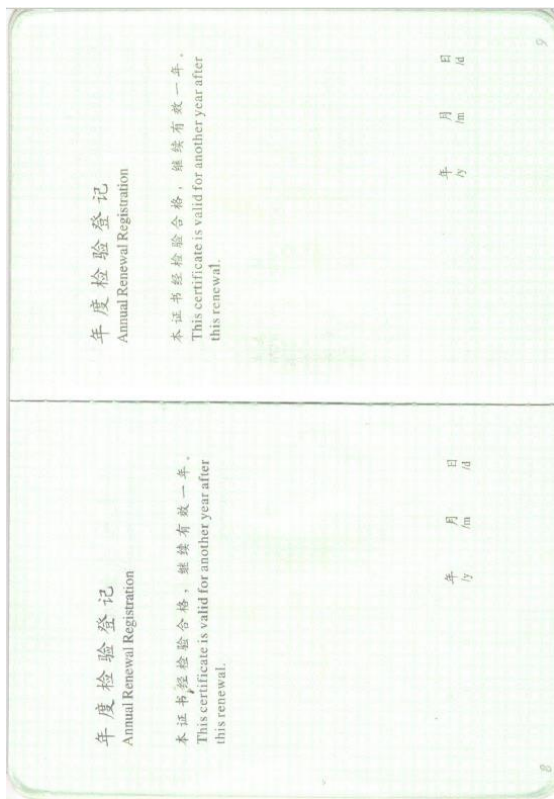 年度检验登记
Annual Renewal Registration
本证书经检验合格，继续有效一年。
This certificate is valid for another year after
this renewal.
年 月 日
/y /m /d
8
年度检验登记
Annual Renewal Registration
本证书经检验合格，继续有效一年。
This certificate is valid for another year after
this renewal.
年 月 日
/y /m /d
9